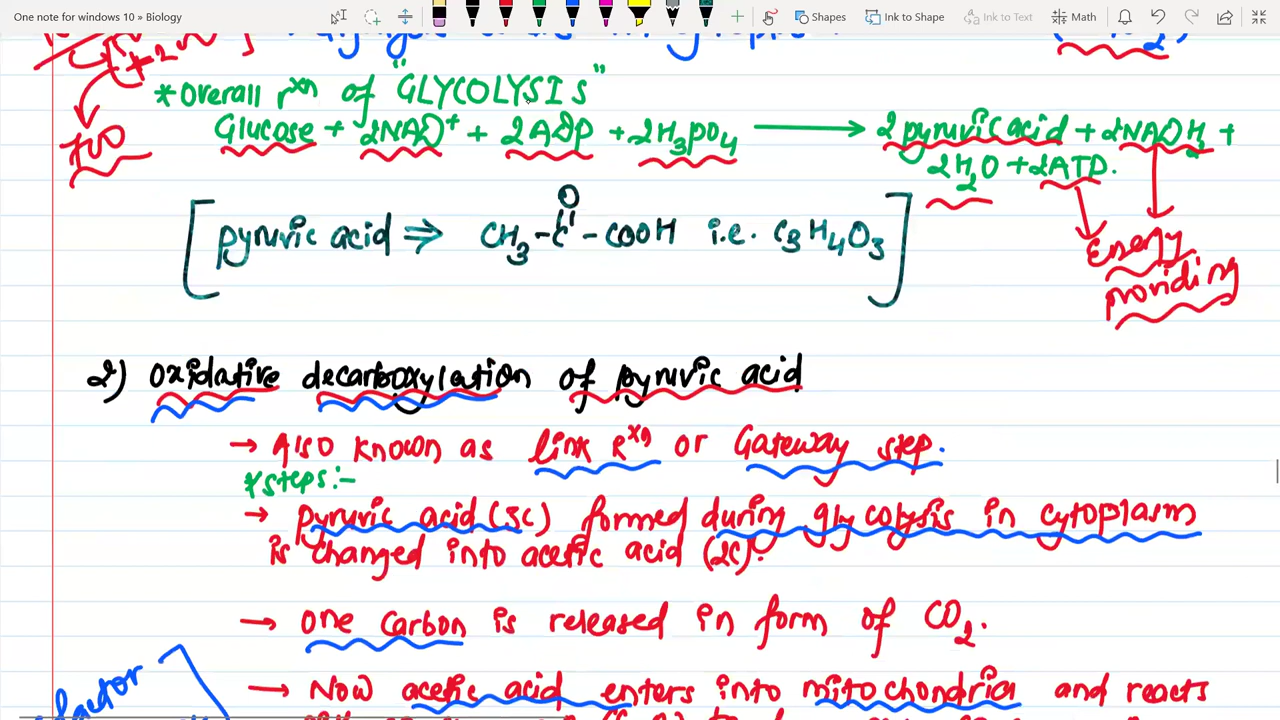 One note for windows 10 » Biology
Shapes Ink to Shape Ink to Text Math
*Overall rxn of "GLYCOLYSIS"
Glucose + 2NAD+ + 2ADP + 2H3PO4 ⟶ 2 pyruvic acid + 2NADH2 +
2H2O + 2ATP.
Energy
providing
[pyruvic acid ⇒ CH3-C-COOH i.e. C3H4O3]
O
2) Oxidative decarboxylation of pyruvic acid
→ Also known as link Rxn or Gateway step.
*steps:-
→ Pyruvic acid (3C) formed during glycolysis in cytoplasm
is changed into acetic acid (2C).
→ One carbon is released in form of CO2.
→ Now acetic acid enters into mitochondria and reacts
factor